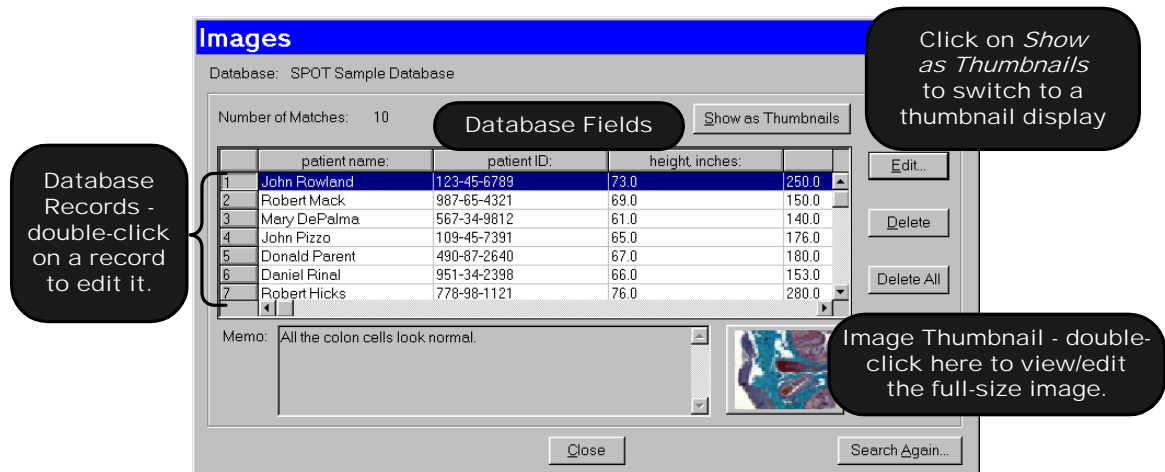 Images
Click on Show
as Thumbnails
to switch to a
thumbnail display
Database: SPOT Sample Database
Number of Matches: 10
Database Fields
Show as Thumbnails
patient name: patient ID: height, inches:
1 John Rowland 123-45-6789 73.0 250.0
2 Robert Mack 987-65-4321 69.0 150.0
3 Mary DePalma 567-34-9812 61.0 140.0
4 John Pizzo 109-45-7391 65.0 176.0
5 Donald Parent 490-87-2640 67.0 180.0
6 Daniel Rinal 951-34-2398 66.0 153.0
7 Robert Hicks 778-98-1121 76.0 280.0
Database
Records -
double-click
on a record
to edit it.
Edit...
Delete
Delete All
Memo: All the colon cells look normal.
Image Thumbnail - double-
click here to view/edit
the full-size image.
Close
Search Again...